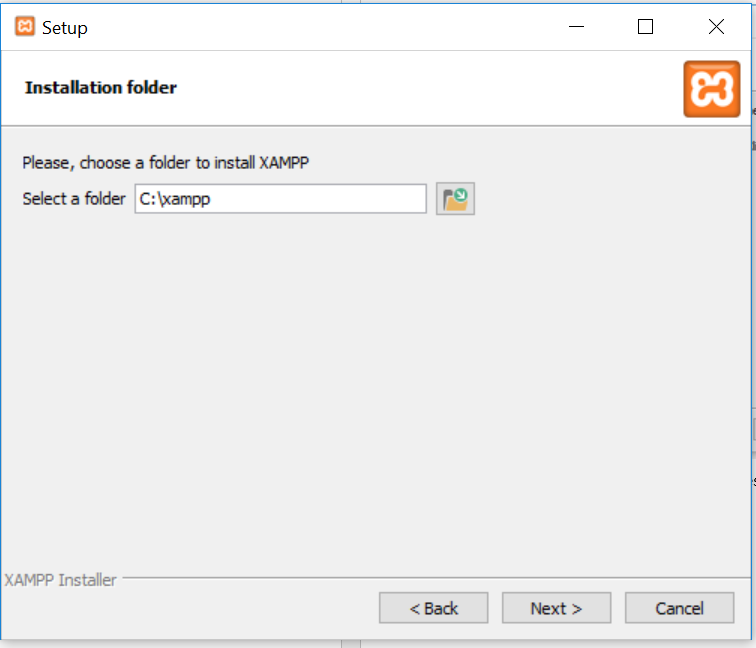 Setup
Installation folder
Please, choose a folder to install XAMPP
Select a folder C:\xampp
XAMPP Installer
< Back Next > Cancel